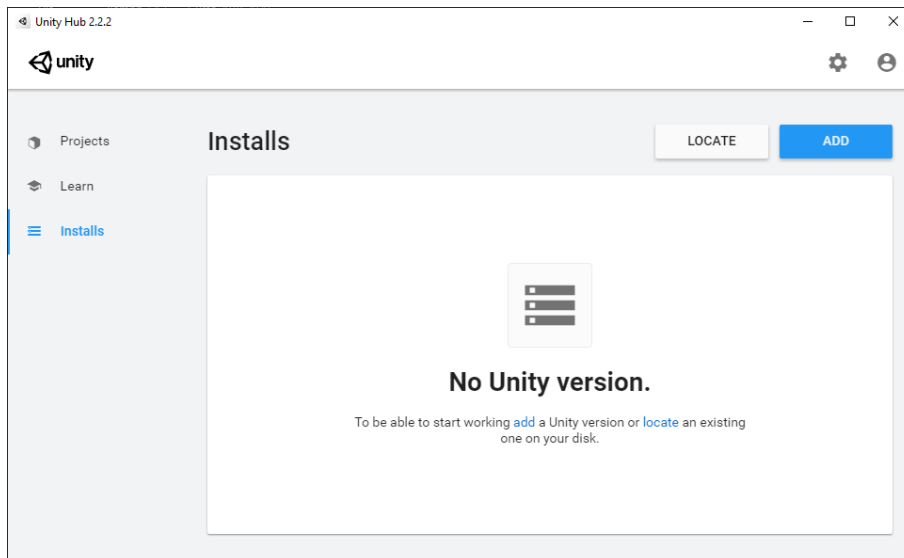 Unity Hub 2.2.2
unity
Projects
Learn
Installs
Installs
LOCATE
ADD
No Unity version.
To be able to start working add a Unity version or locate an existing
one on your disk.